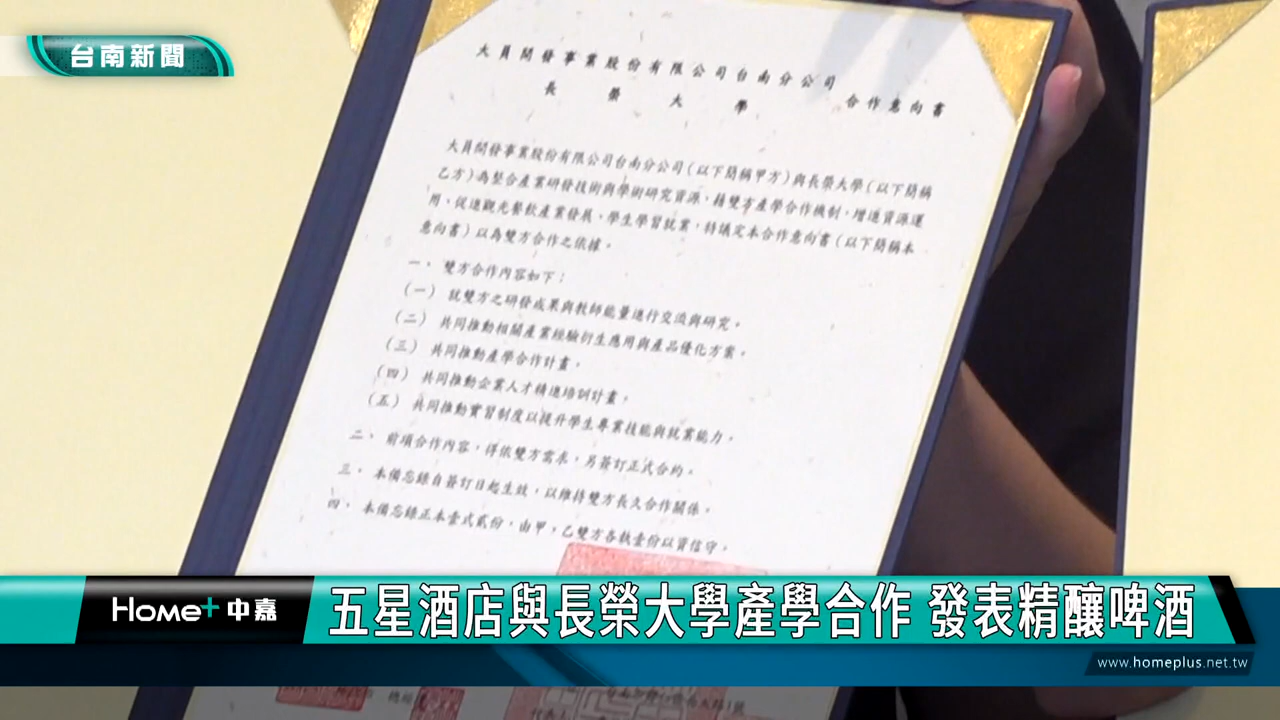 台南新聞
大員開發事業股份有限公司台南分公司
長榮大學 合作意向書
大員開發事業股份有限公司台南分公司(以下簡稱甲方)與長榮大學(以下簡稱
乙方)為整合產業研發技術與學術研究資源,藉雙方產學合作機制,增進資源運
用、促進觀光餐飲產業發展、學生學習就業,特議定本合作意向書(以下簡稱本
意向書)以為雙方合作之依據。
一、雙方合作內容如下:
(一)就雙方之研發成果與教師能量進行交流與研究。
(二)共同推動相關產業經驗衍生應用與產品優化方案。
(三)共同推動產學合作計畫。
(四)共同推動企業人才精進培訓計畫。
(五)共同推動實習制度以提升學生專業技能與就業能力。
二、前項合作內容,得依雙方需求,另簽訂正式合約。
三、本備忘錄自簽訂日起生效,以維持雙方長久合作關係。
四、本備忘錄正本壹式貳份,由甲,乙雙方各執壹份以資信守。
Home+中嘉
五星酒店與長榮大學產學合作 發表精釀啤酒
www.homeplus.net.tw